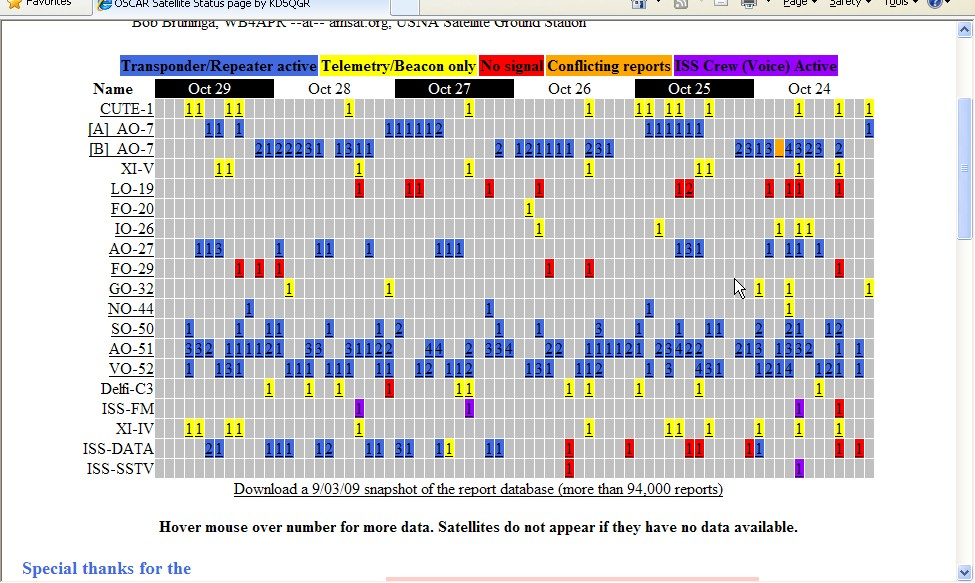 Favorites OSCAR Satellite Status page by KD5QGR Page Safety Tools
Bob Bruninga, WB4APR --at-- amsat.org, USNA Satellite Ground Station
Transponder/Repeater active Telemetry/Beacon only No signal Conflicting reports ISS Crew (Voice) Active
Name Oct 29 Oct 28 Oct 27 Oct 26 Oct 25 Oct 24
CUTE-1 11 11 1 1 1 11 11 1 1 1 1
[A] AO-7 11 1 111112 111111 1
[B] AO-7 2122231 1311 2 121111 231 2313 4323 2
XI-V 11 1 1 1 11 1 1
LO-19 1 11 1 1 12 1 11 1
FO-20 1
IO-26 1 1 1 11
AO-27 113 1 11 1 111 131 1 11 1
FO-29 1 1 1 1 1 1
GO-32 1 1 1 1 1
NO-44 1 1 1 1
SO-50 1 1 11 1 1 2 1 1 3 1 1 11 2 21 12
AO-51 332 111121 33 31122 44 2 334 22 111121 23422 213 1332 1 1
VO-52 1 131 111 111 11 12 112 131 112 1 3 431 1214 121 1
Delfi-C3 1 1 1 1 11 1 1 1 1 1
ISS-FM 1 1 1 1
XI-IV 11 11 1 1 11 1 1 1 1
ISS-DATA 21 111 12 11 31 11 11 1 1 11 11 1 1
ISS-SSTV 1 1
Download a 9/03/09 snapshot of the report database (more than 94,000 reports)
Hover mouse over number for more data. Satellites do not appear if they have no data available.
Special thanks for the